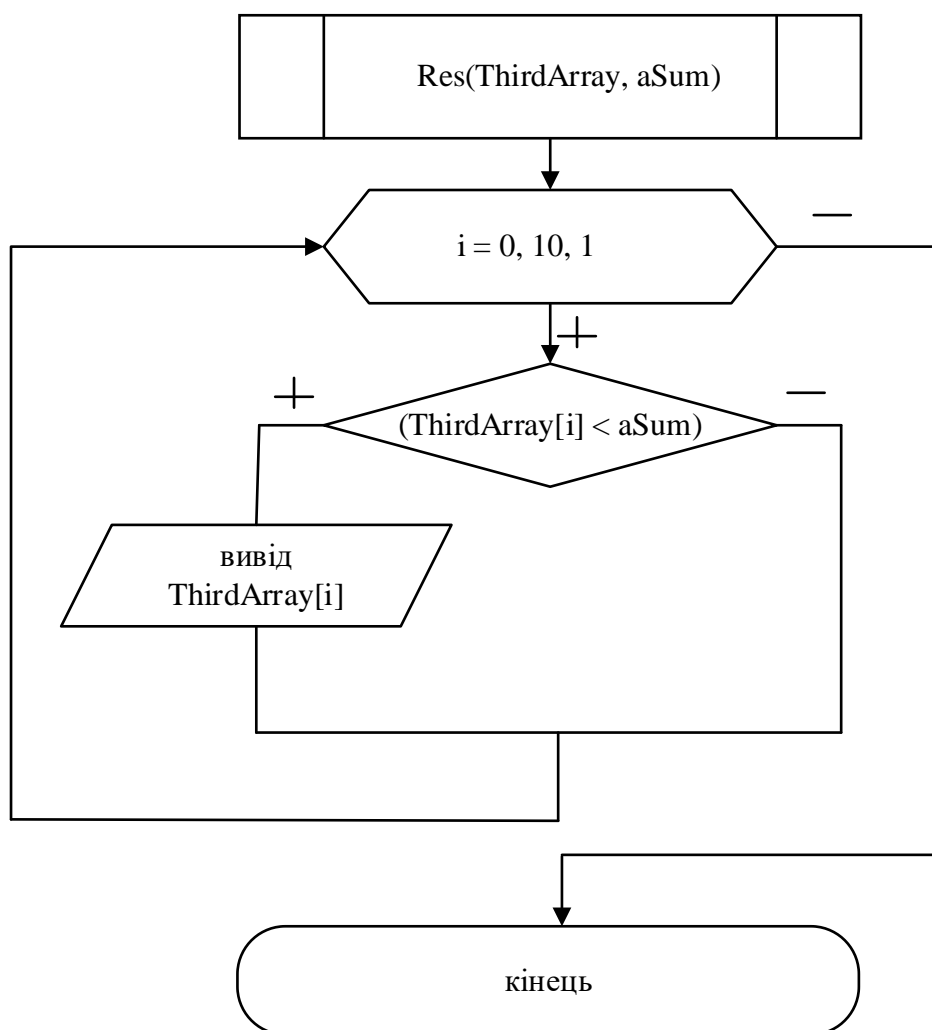 Res(ThirdArray, aSum)
—
i = 0, 10, 1
+
+
—
(ThirdArray[i] < aSum)
вивід
ThirdArray[i]
кінець